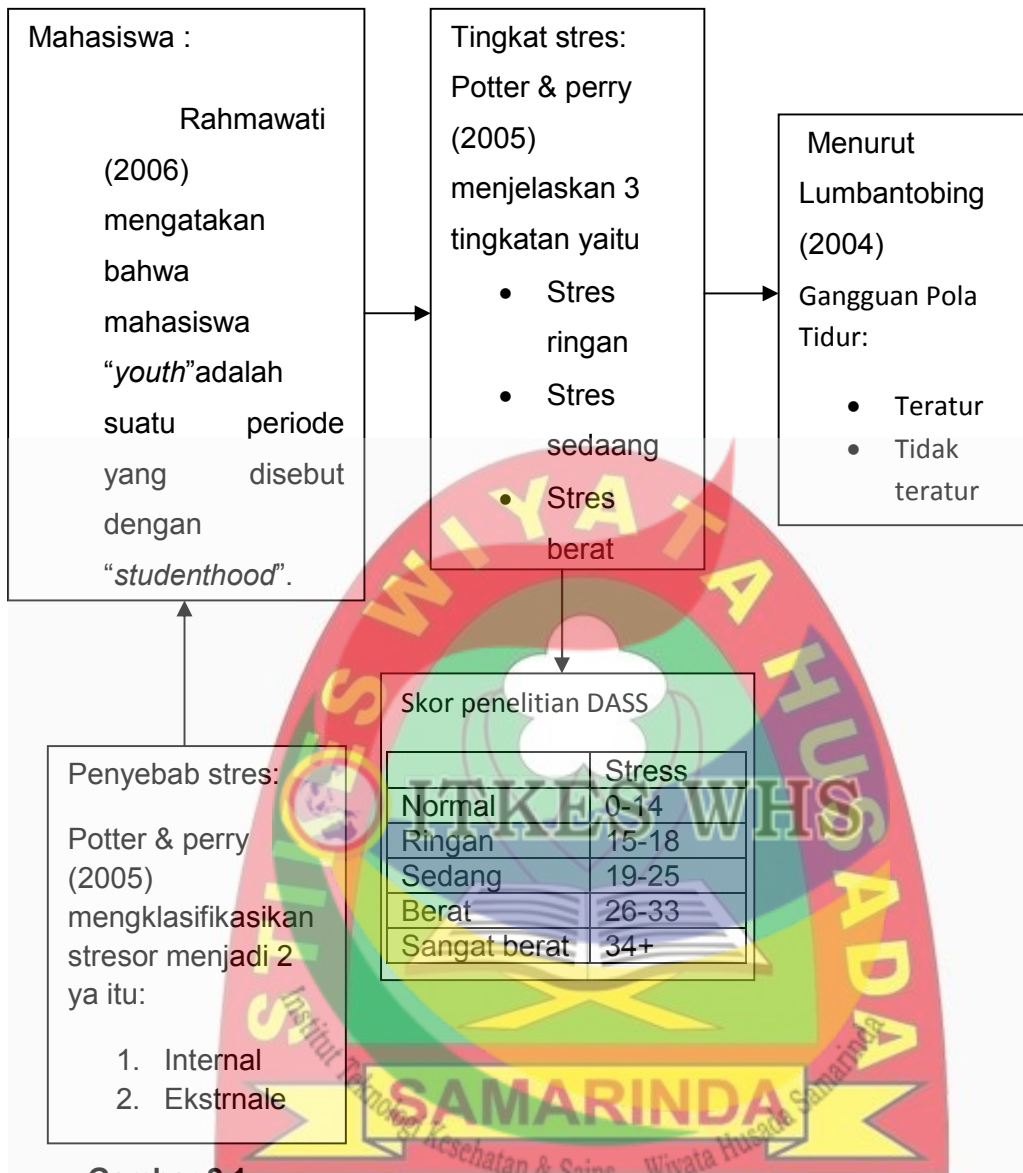 Mahasiswa :
Rahmawati
(2006)
mengatakan
bahwa
mahasiswa
“youth”adalah
suatu periode
yang disebut
dengan
“studenthood”.
Tingkat stres:
Potter & perry
(2005)
menjelaskan 3
tingkatan yaitu
• Stres
ringan
• Stres
sedaang
• Stres
berat
Menurut
Lumbantobing
(2004)
Gangguan Pola
Tidur:
• Teratur
• Tidak
teratur
Penyebab stres:
Potter & perry
(2005)
mengklasifikasikan
stresor menjadi 2
ya itu:
1. Internal
2. Ekstrnale
Skor penelitian DASS
Stress
Normal 0-14
Ringan 15-18
Sedang 19-25
Berat 26-33
Sangat berat 34+
STIKES WIYATA HUSADA
ITKES WHS
SAMARINDA
Institut Teknologi Kesehatan & Sains Wiyata Husada Samarinda